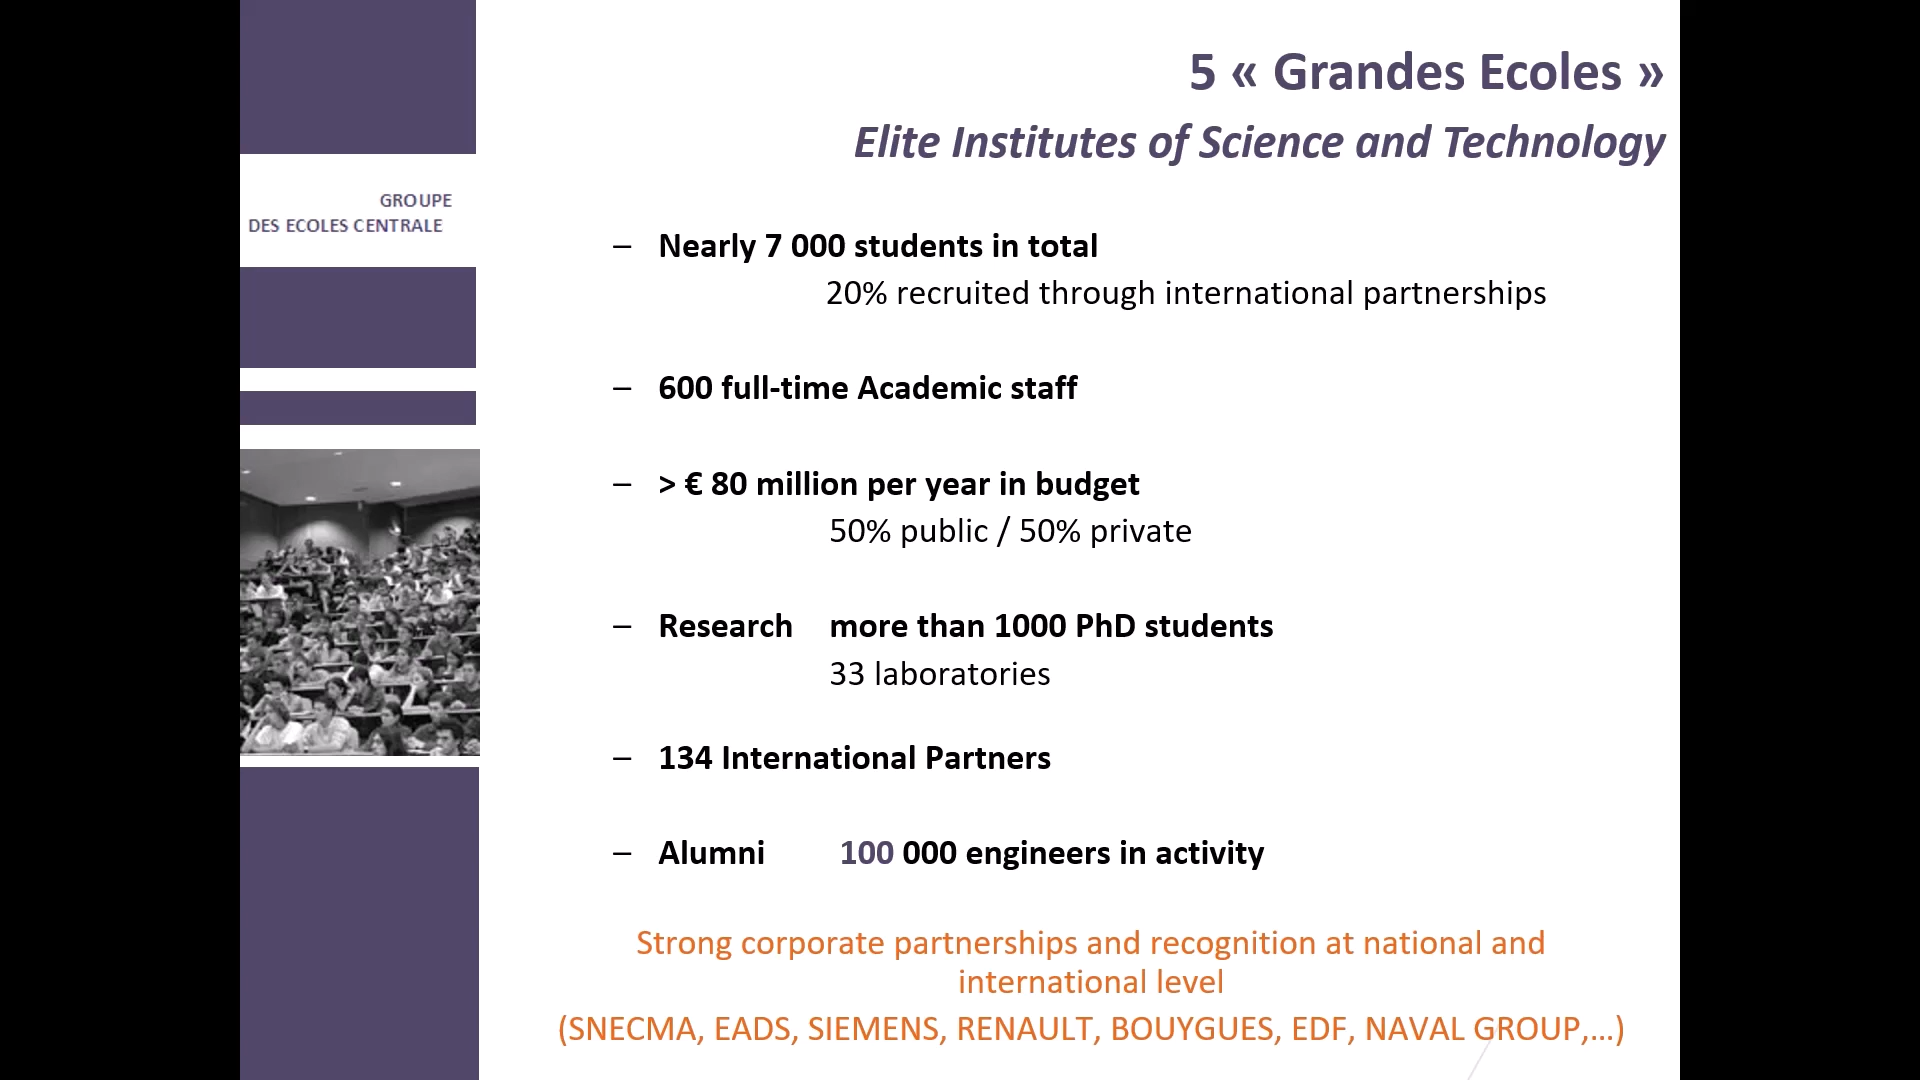 5 « Grandes Ecoles »
Elite Institutes of Science and Technology
GROUPE
DES ECOLES CENTRALE
– Nearly 7 000 students in total
20% recruited through international partnerships
– 600 full-time Academic staff
– > € 80 million per year in budget
50% public / 50% private
– Research more than 1000 PhD students
33 laboratories
– 134 International Partners
– Alumni 100 000 engineers in activity
Strong corporate partnerships and recognition at national and
international level
(SNECMA, EADS, SIEMENS, RENAULT, BOUYGUES, EDF, NAVAL GROUP,...)